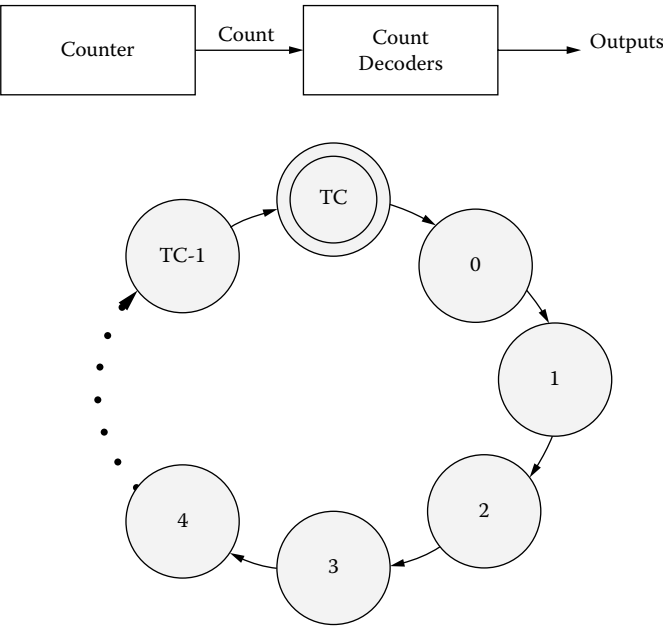 Counter
Count
Count
Decoders
Outputs
TC
TC-1
0
1
2
3
4